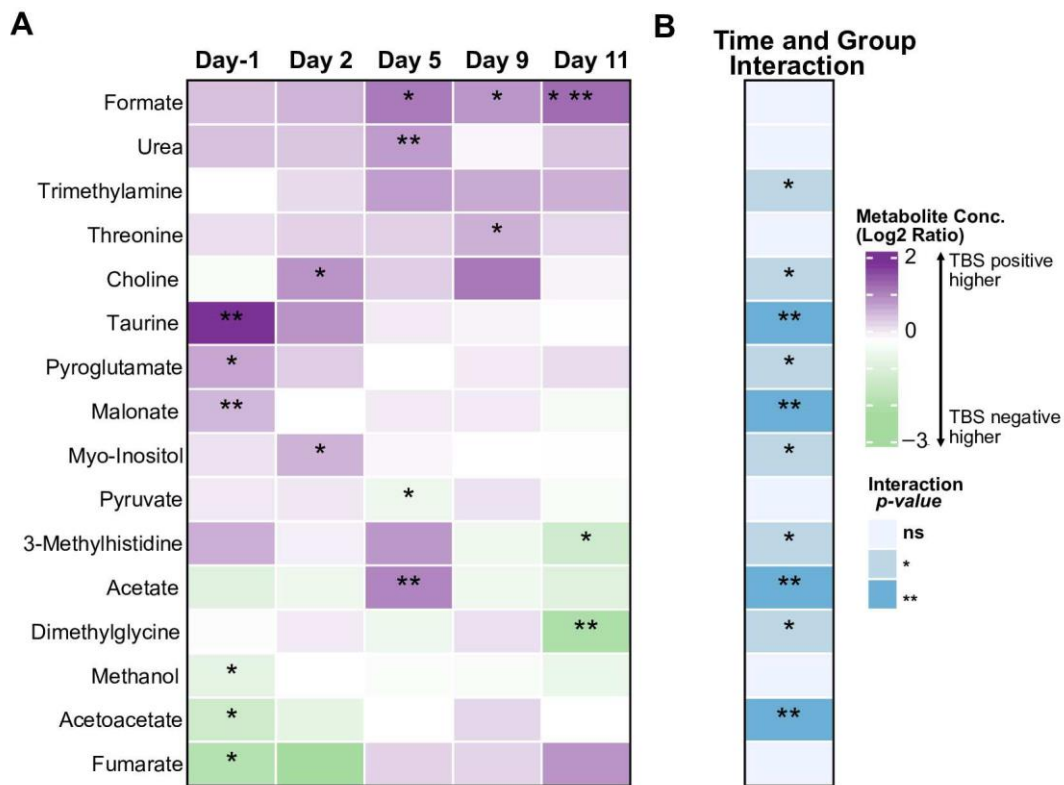 A
B
Day-1 Day 2 Day 5 Day 9 Day 11
Time and Group
Interaction
Formate * * * **
Urea **
Trimethylamine *
Threonine *
Choline * *
Taurine ** **
Pyroglutamate * *
Malonate ** **
Myo-Inositol * *
Pyruvate *
3-Methylhistidine * *
Acetate ** **
Dimethylglycine ** *
Methanol *
Acetoacetate * **
Fumarate *
Metabolite Conc.
(Log2 Ratio)
2
0
−3
TBS positive
higher
TBS negative
higher
Interaction
p-value
ns
*
**